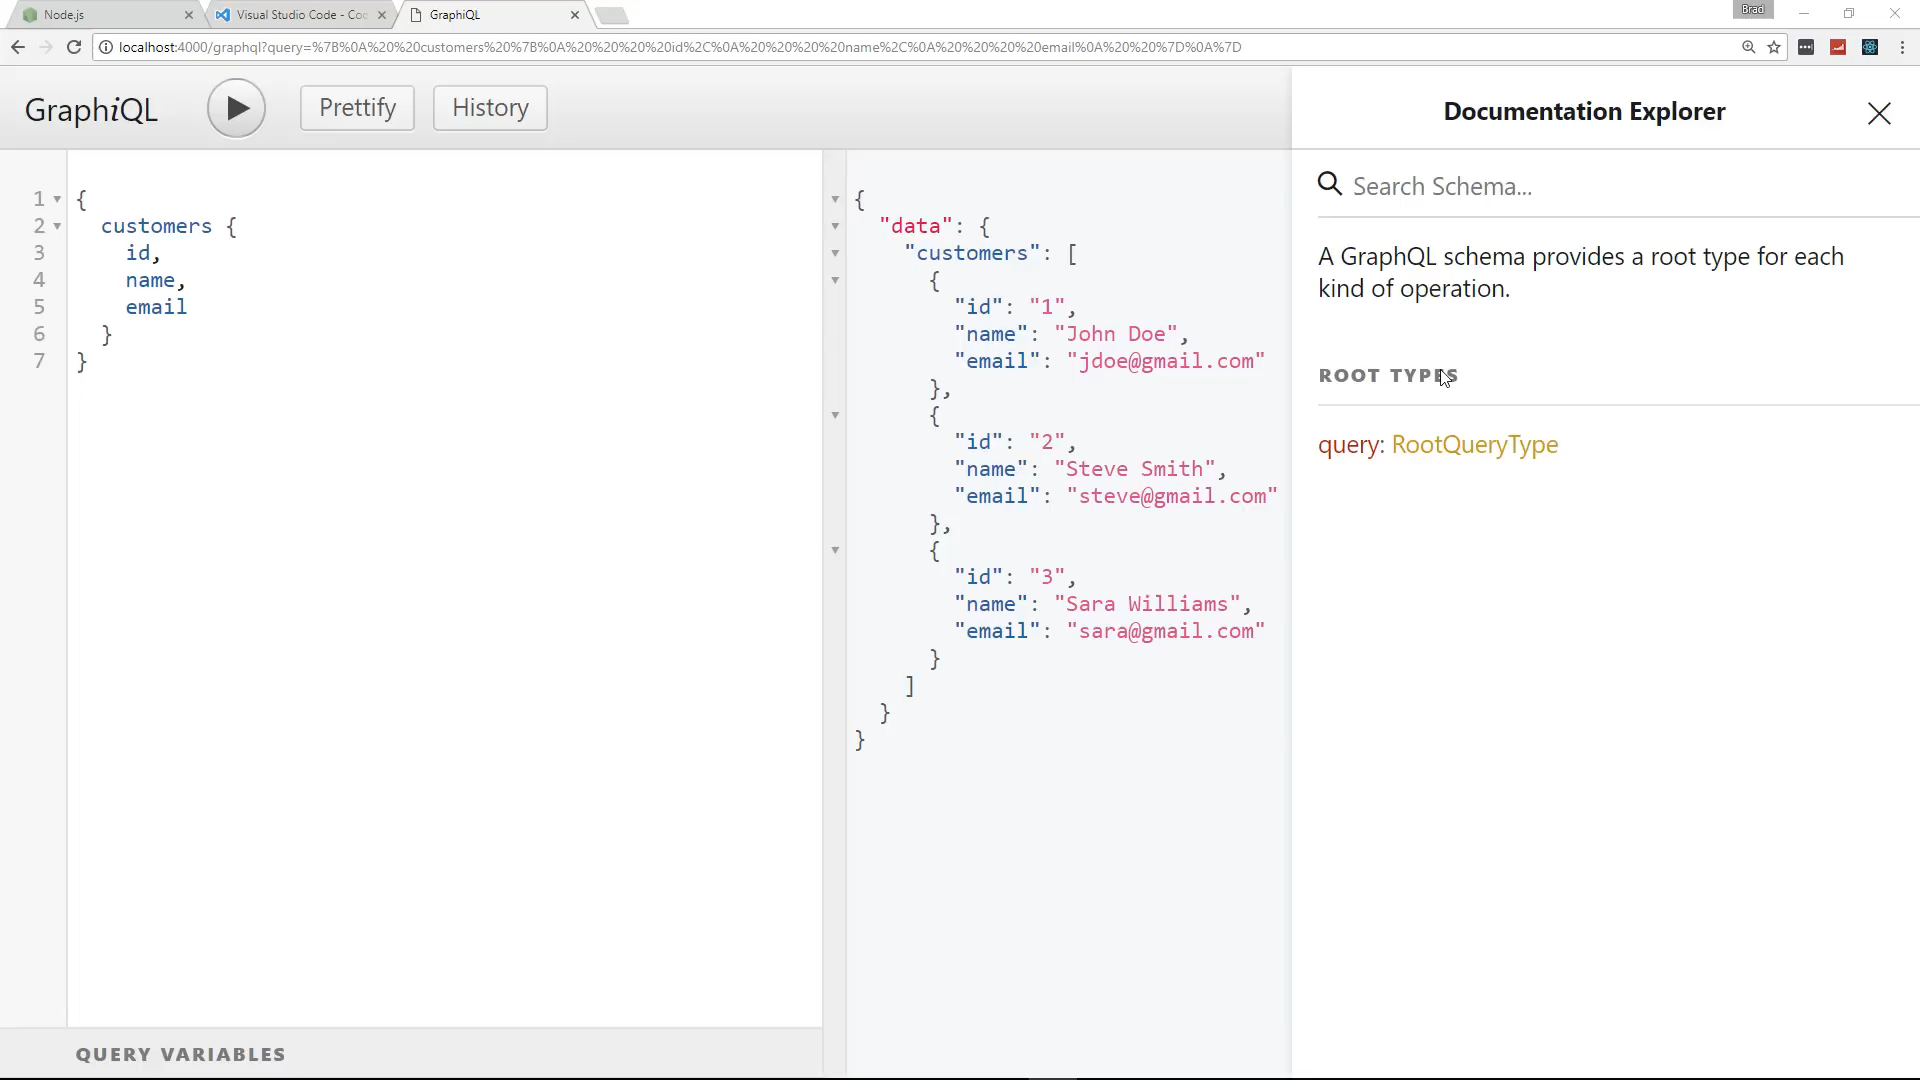 Node.js
Visual Studio Code - Coc
GraphiQL
Brad
localhost:4000/graphql?query=%7B%0A%20%20customers%20%7B%0A%20%20%20%20id%2C%0A%20%20%20%20name%2C%0A%20%20%20%20email%0A%20%20%7D%0A%7D
GraphiQL
Prettify
History
Documentation Explorer
1 {
2 customers {
3 id,
4 name,
5 email
6 }
7 }
{
"data": {
"customers": [
{
"id": "1",
"name": "John Doe",
"email": "jdoe@gmail.com"
},
{
"id": "2",
"name": "Steve Smith",
"email": "steve@gmail.com"
},
{
"id": "3",
"name": "Sara Williams",
"email": "sara@gmail.com"
}
]
}
}
Search Schema...
A GraphQL schema provides a root type for each
kind of operation.
ROOT TYPES
query: RootQueryType
QUERY VARIABLES